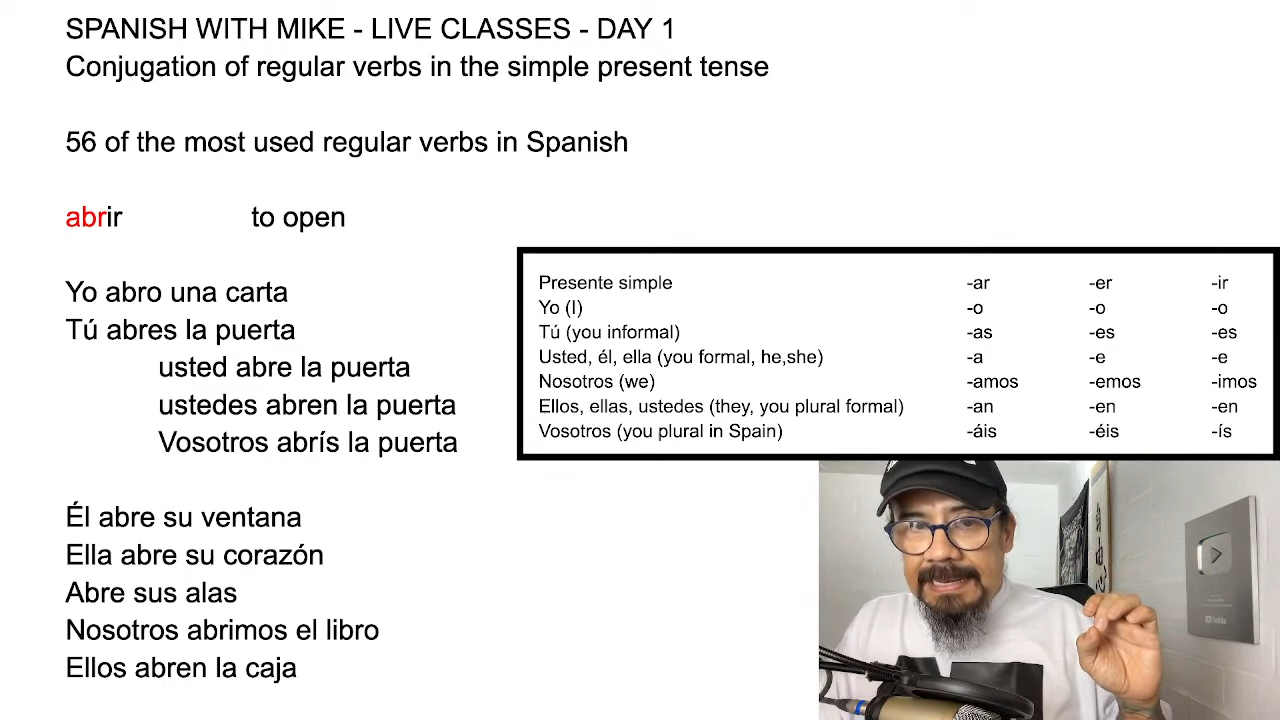 SPANISH WITH MIKE - LIVE CLASSES - DAY 1
Conjugation of regular verbs in the simple present tense
56 of the most used regular verbs in Spanish
abrir to open
Yo abro una carta
Tú abres la puerta
usted abre la puerta
ustedes abren la puerta
Vosotros abrís la puerta
Él abre su ventana
Ella abre su corazón
Abre sus alas
Nosotros abrimos el libro
Ellos abren la caja
Presente simple -ar -er -ir
Yo (I) -o -o -o
Tú (you informal) -as -es -es
Usted, él, ella (you formal, he,she) -a -e -e
Nosotros (we) -amos -emos -imos
Ellos, ellas, ustedes (they, you plural formal) -an -en -en
Vosotros (you plural in Spain) -áis -éis -ís